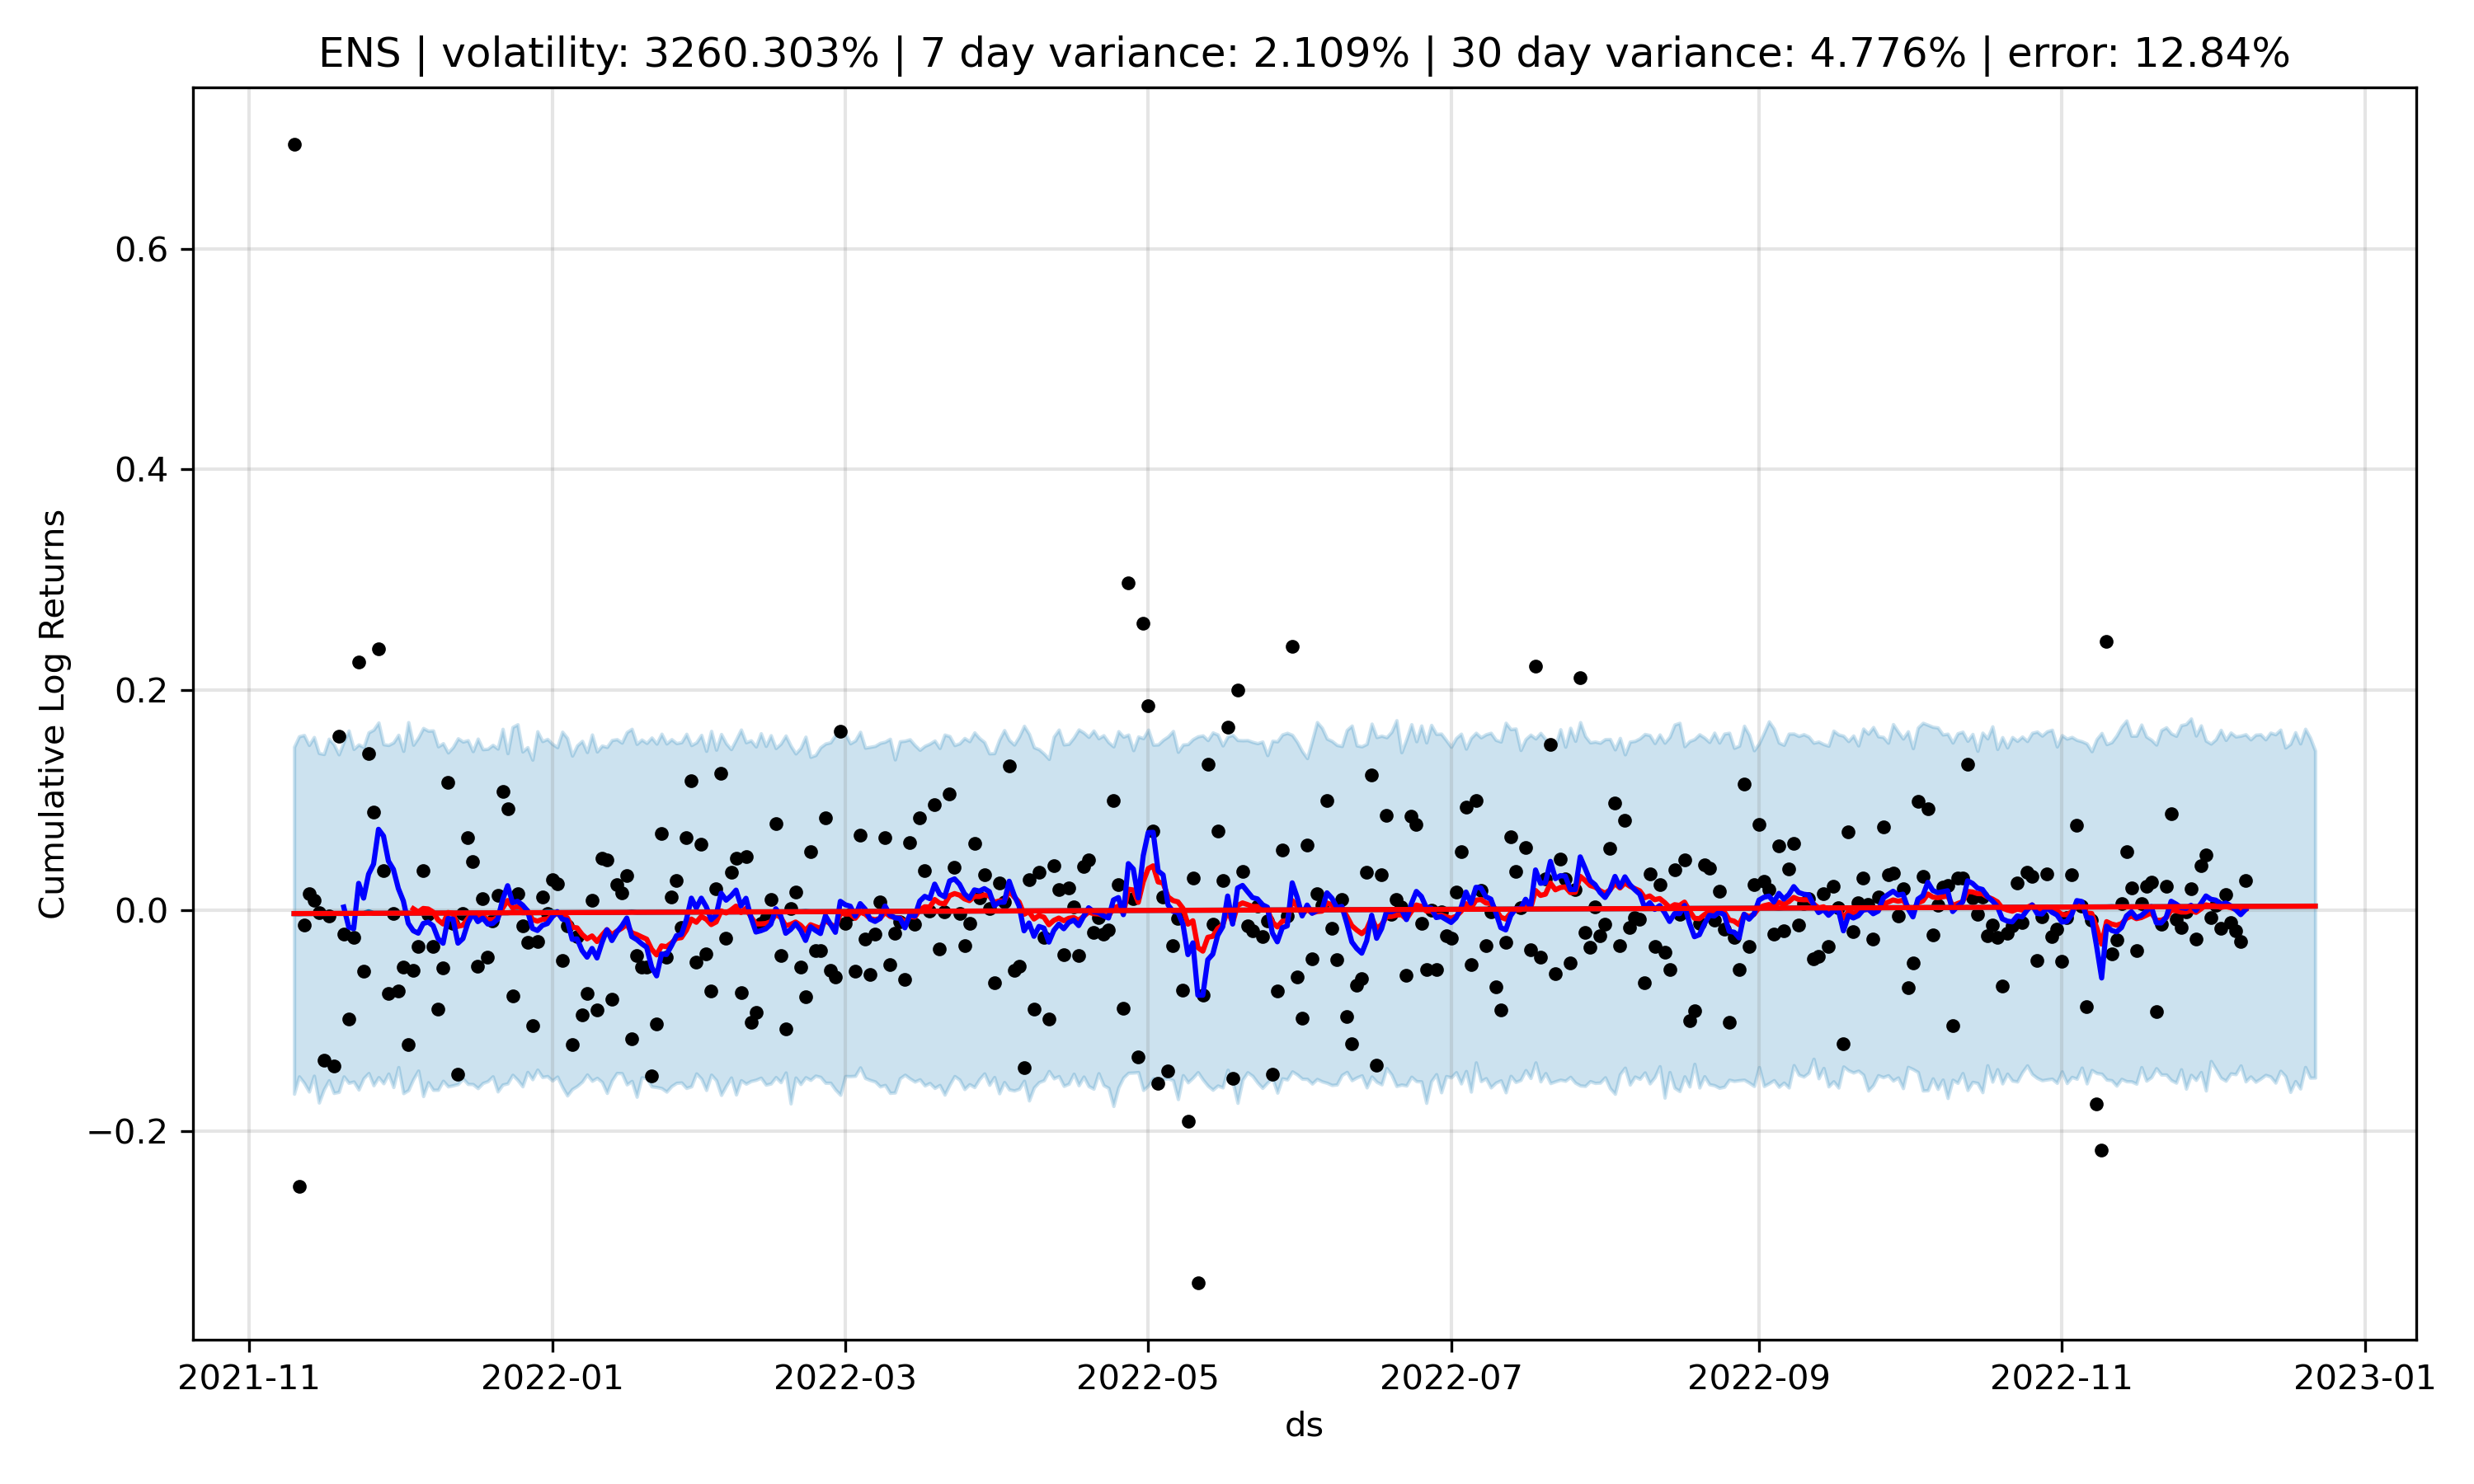 ENS | volatility: 3260.303% | 7 day variance: 2.109% | 30 day variance: 4.776% | error: 12.84%
Cumulative Log Returns
0.6
0.4
0.2
0.0
−0.2
2021-11 2022-01 2022-03 2022-05 2022-07 2022-09 2022-11 2023-01
ds